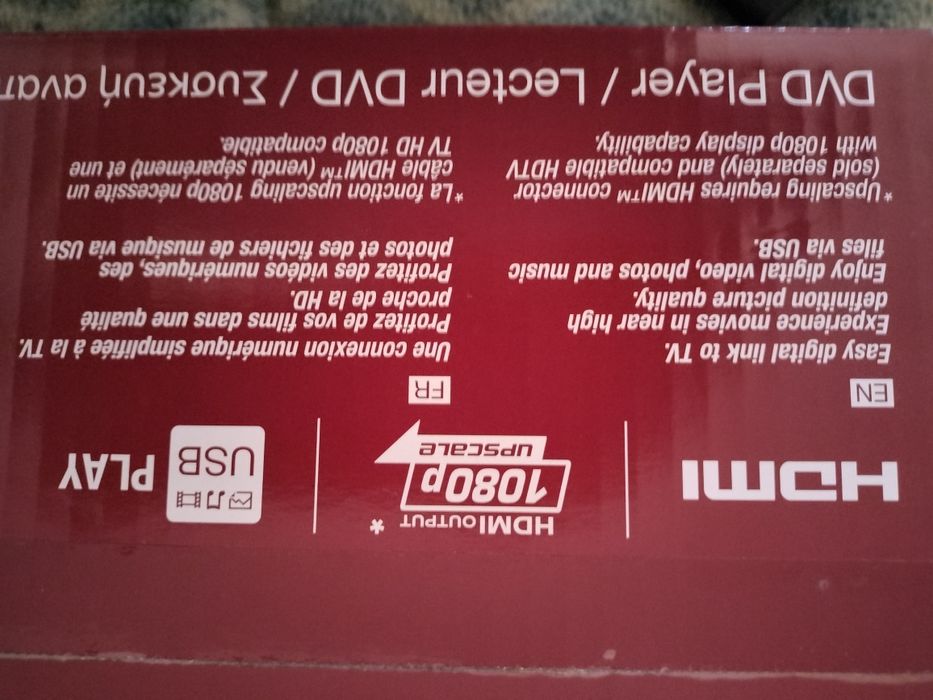 HDMI
HDMI OUTPUT *
1080p
UPSCALE
USB
PLAY
EN
Easy digital link to TV.
Experience movies in near high
definition picture quality.
Enjoy digital video, photos and music
files via USB.
*Upscaling requires HDMI™ connector
(sold separately) and compatible HDTV
with 1080p display capability.
FR
Une connexion numérique simplifiée à la TV.
Profitez de vos films dans une qualité
proche de la HD.
Profitez des vidéos numériques, des
photos et des fichiers de musique via USB.
*La fonction upscaling 1080p nécessite un
câble HDMI™ (vendu séparément) et une
TV HD 1080p compatible.
DVD Player / Lecteur DVD / Συσκευή